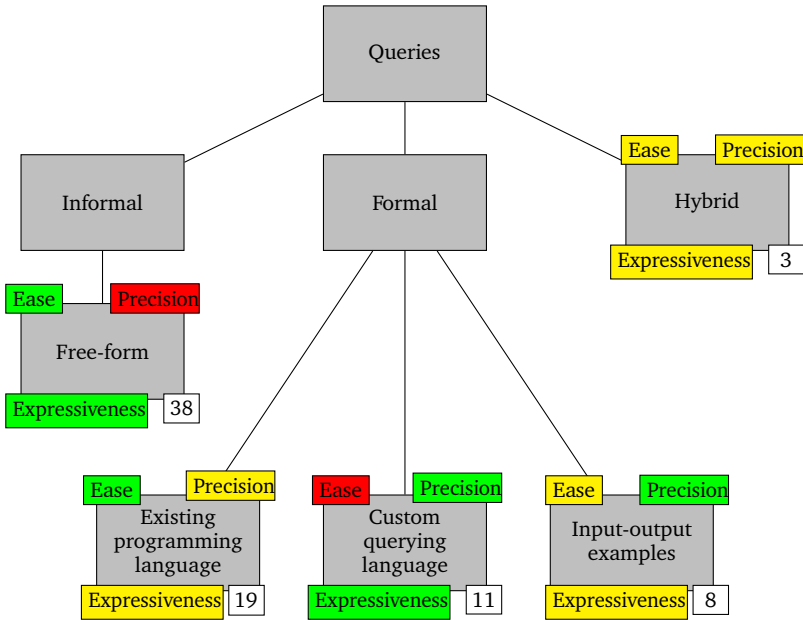 Queries
Ease
Precision
Informal
Formal
Hybrid
Expressiveness
3
Ease
Precision
Free-form
Expressiveness
38
Ease
Precision
Existing
programming
language
Expressiveness
19
Ease
Precision
Custom
querying
language
Expressiveness
11
Ease
Precision
Input-output
examples
Expressiveness
8